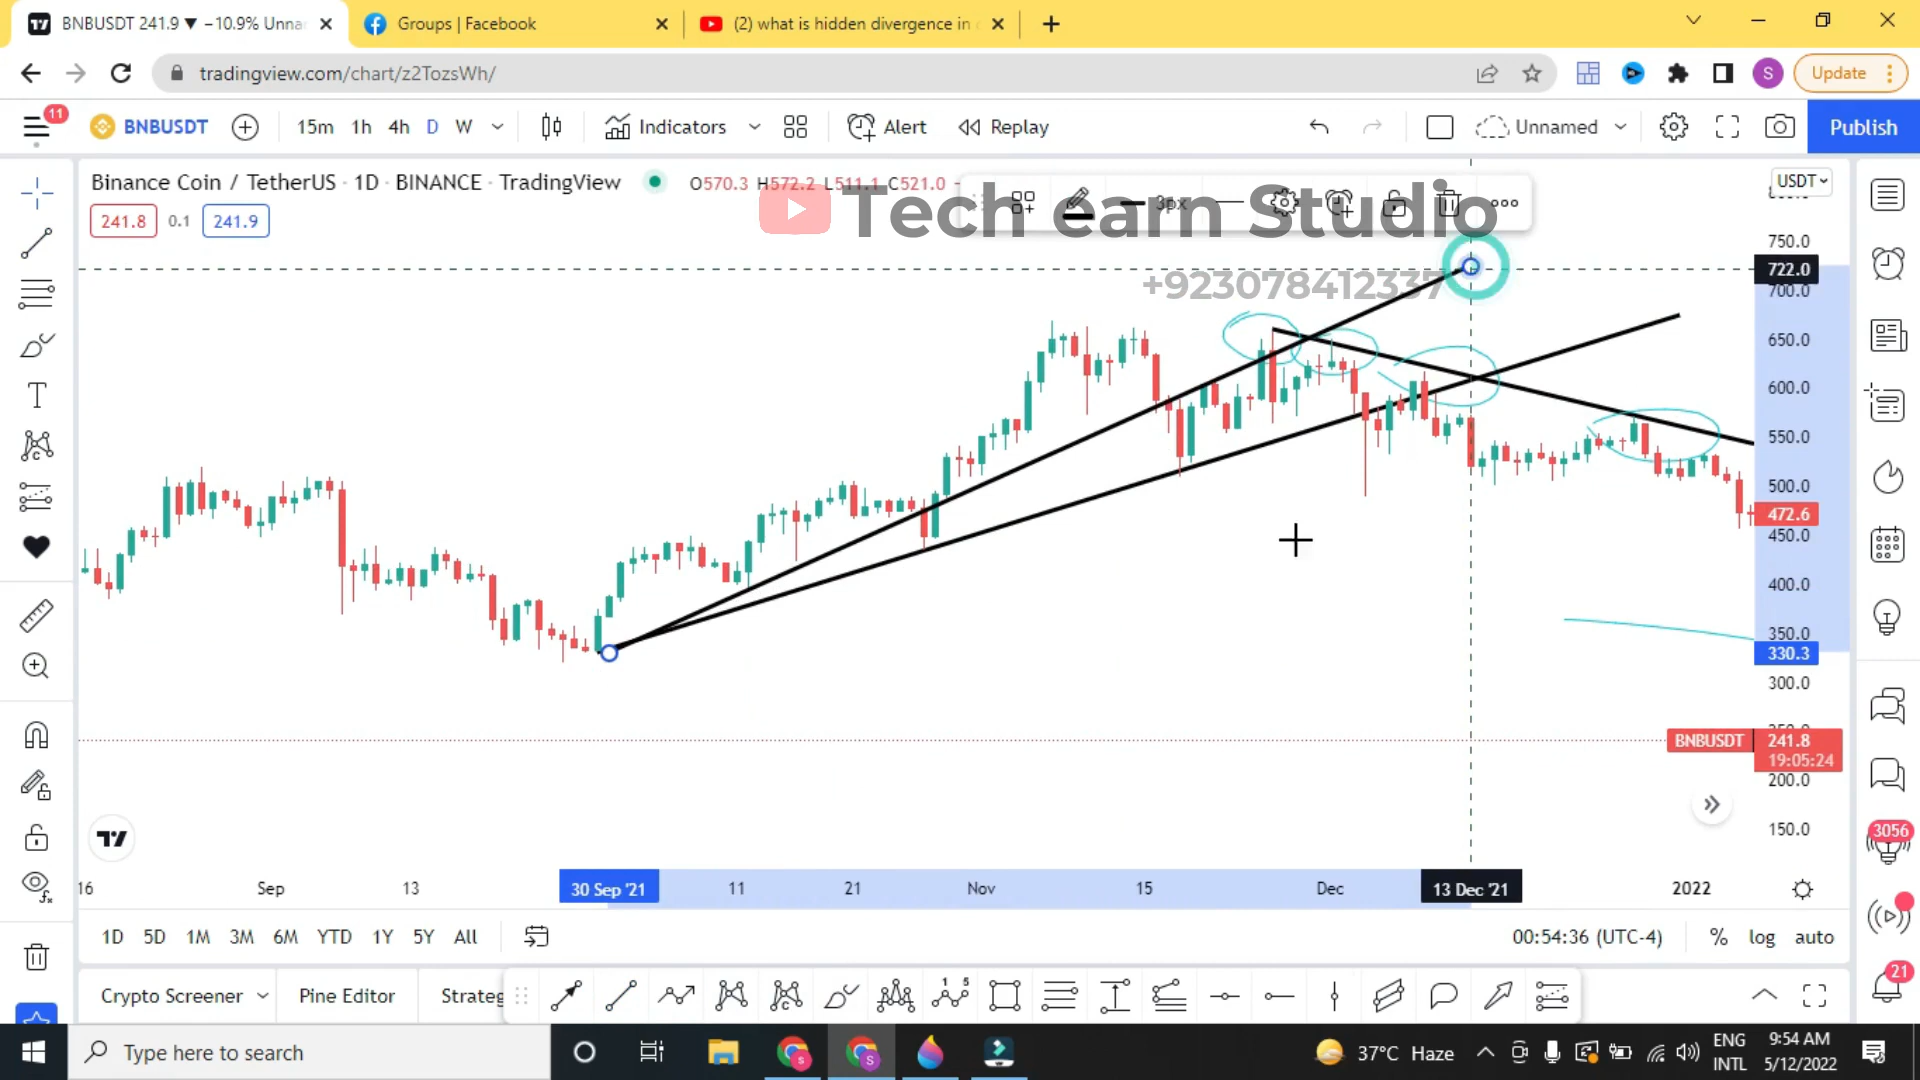 BNBUSDT 241.9 ▼ −10.9% Unna
Groups | Facebook
(2) what is hidden divergence in
tradingview.com/chart/z2TozsWh/
S
Update
11
BNBUSDT
15m 1h 4h D W
Indicators
Alert
Replay
Unnamed
Publish
Binance Coin / TetherUS · 1D · BINANCE · TradingView
O570.3 H572.2 L511.1 C521.0 −
241.8 0.1 241.9
3px
USDT
Tech earn Studio
+923078412337
750.0
722.0
700.0
650.0
600.0
550.0
500.0
472.6
450.0
400.0
350.0
330.3
300.0
BNBUSDT 241.8
19:05:24
200.0
150.0
3056
16 Sep 13 30 Sep '21 11 21 Nov 15 Dec 13 Dec '21 2022
1D 5D 1M 3M 6M YTD 1Y 5Y All
00:54:36 (UTC-4)
% log auto
21
Crypto Screener
Pine Editor
Strateg
Type here to search
37°C Haze
ENG
INTL
9:54 AM
5/12/2022